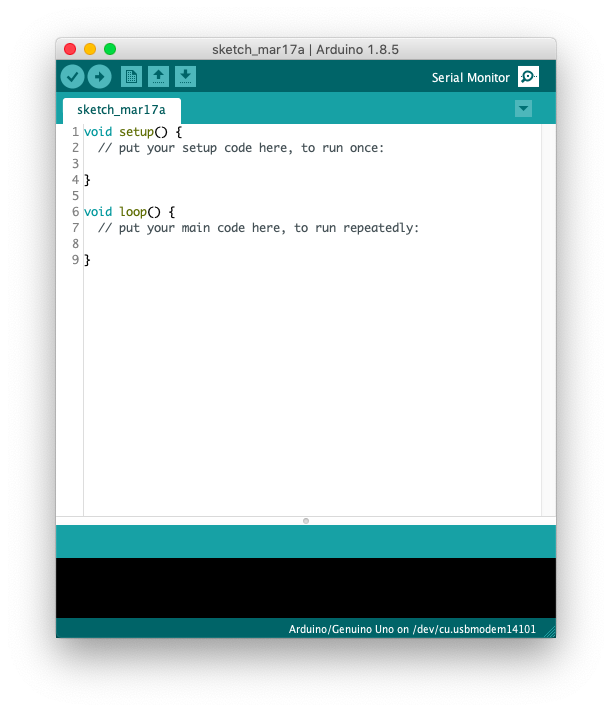 sketch_mar17a | Arduino 1.8.5
Serial Monitor
sketch_mar17a
1 void setup() {
2   // put your setup code here, to run once:
3
4 }
5
6 void loop() {
7   // put your main code here, to run repeatedly:
8
9 }
Arduino/Genuino Uno on /dev/cu.usbmodem14101